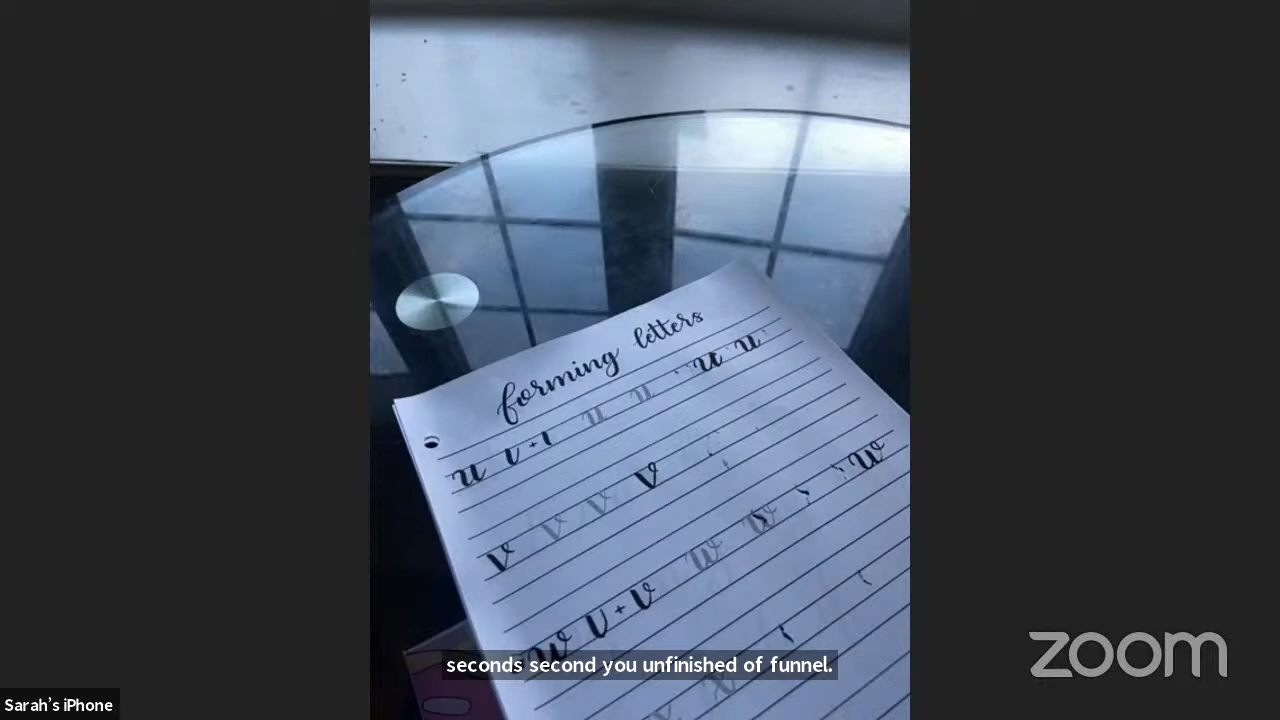 forming letters
u ι + ι u u u u
v v v v
w ι + v w w w
x x
seconds second you unfinished of funnel.
Sarah's iPhone
zoom